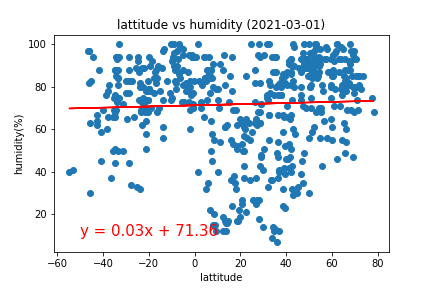 lattitude vs humidity (2021-03-01)
100
80
60
40
20
humidity(%)
y = 0.03x + 71.36
−60 −40 −20 0 20 40 60 80
lattitude